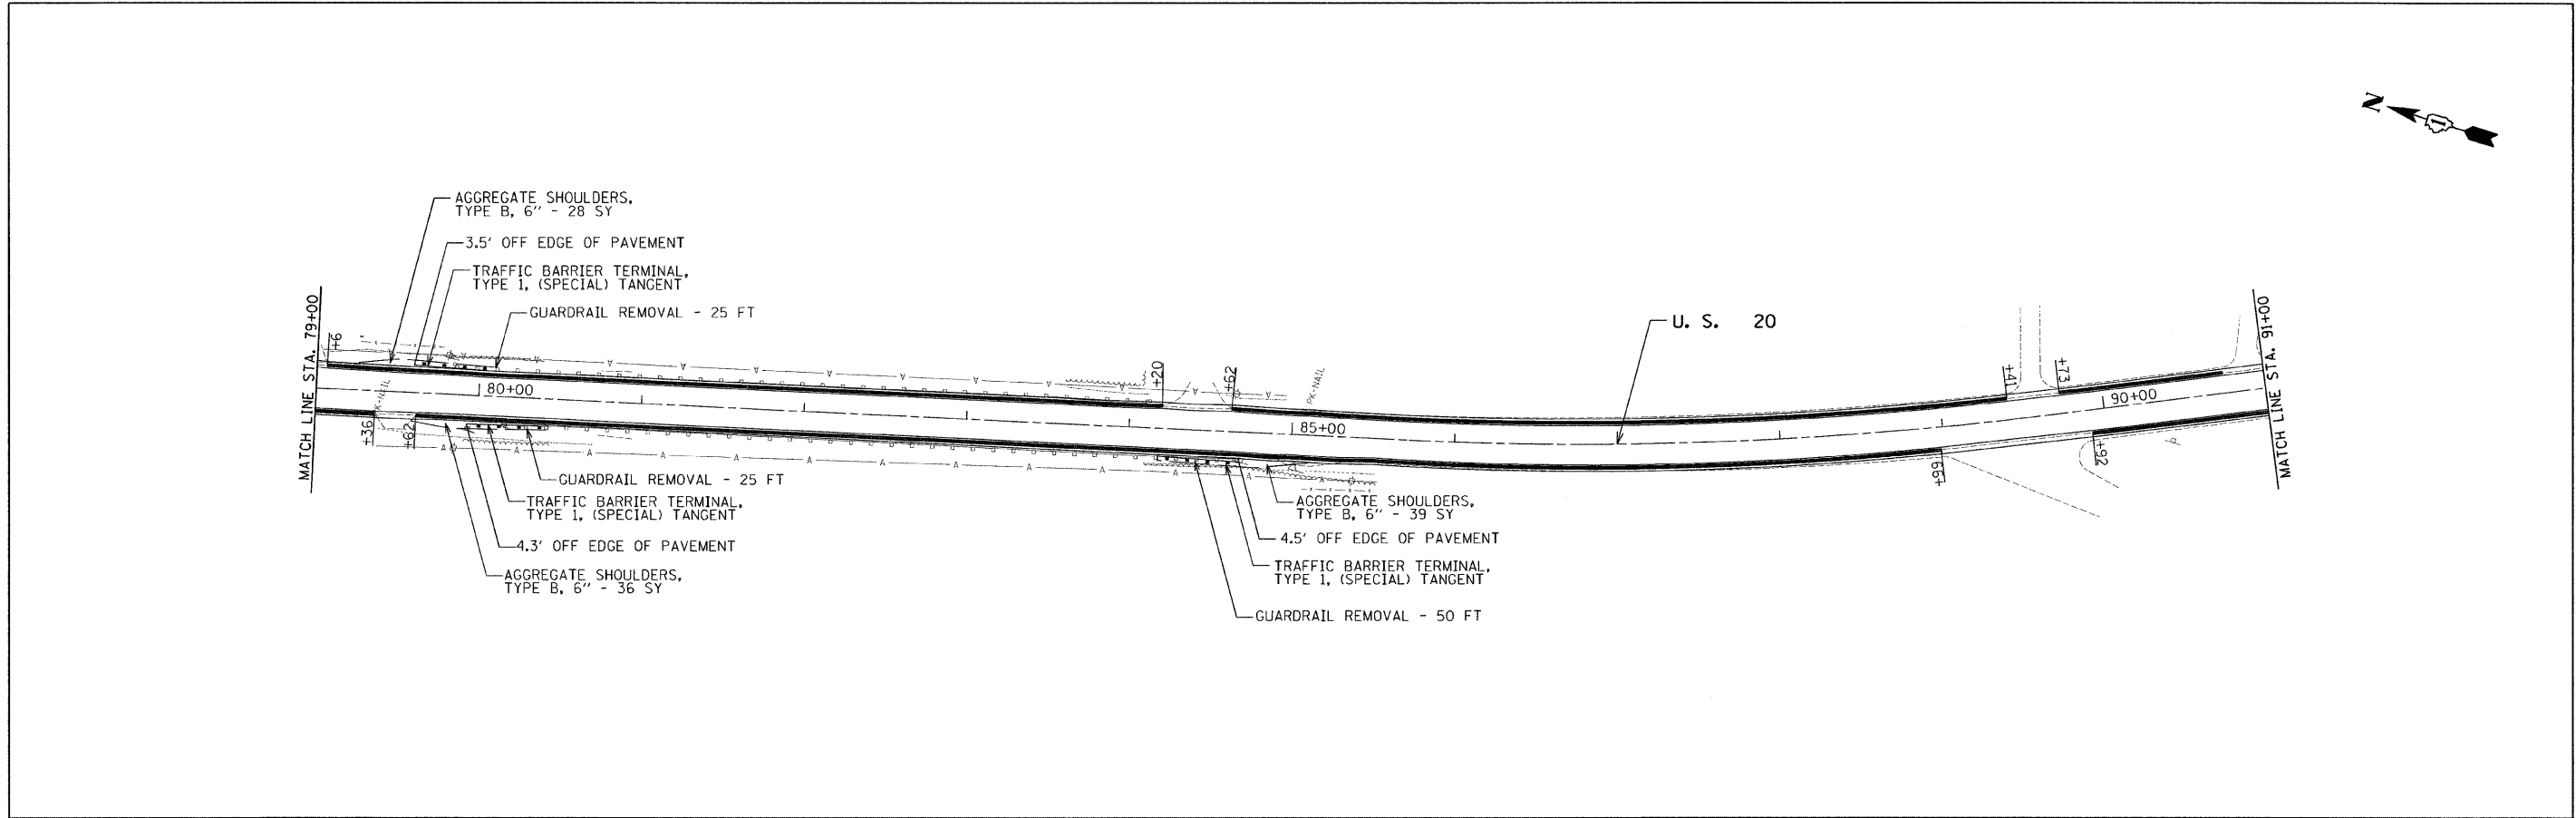 N
1
AGGREGATE SHOULDERS,
TYPE B, 6" - 28 SY
3.5' OFF EDGE OF PAVEMENT
TRAFFIC BARRIER TERMINAL,
TYPE 1, (SPECIAL) TANGENT
GUARDRAIL REMOVAL - 25 FT
U. S. 20
MATCH LINE STA. 79+00
+6
80+00
+20
+62
PK-NAIL
85+00
+41
+73
90+00
MATCH LINE STA. 91+00
+36
+62
GUARDRAIL REMOVAL - 25 FT
TRAFFIC BARRIER TERMINAL,
TYPE 1, (SPECIAL) TANGENT
4.3' OFF EDGE OF PAVEMENT
AGGREGATE SHOULDERS,
TYPE B, 6" - 36 SY
AGGREGATE SHOULDERS,
TYPE B, 6" - 39 SY
4.5' OFF EDGE OF PAVEMENT
TRAFFIC BARRIER TERMINAL,
TYPE 1, (SPECIAL) TANGENT
GUARDRAIL REMOVAL - 50 FT
+92